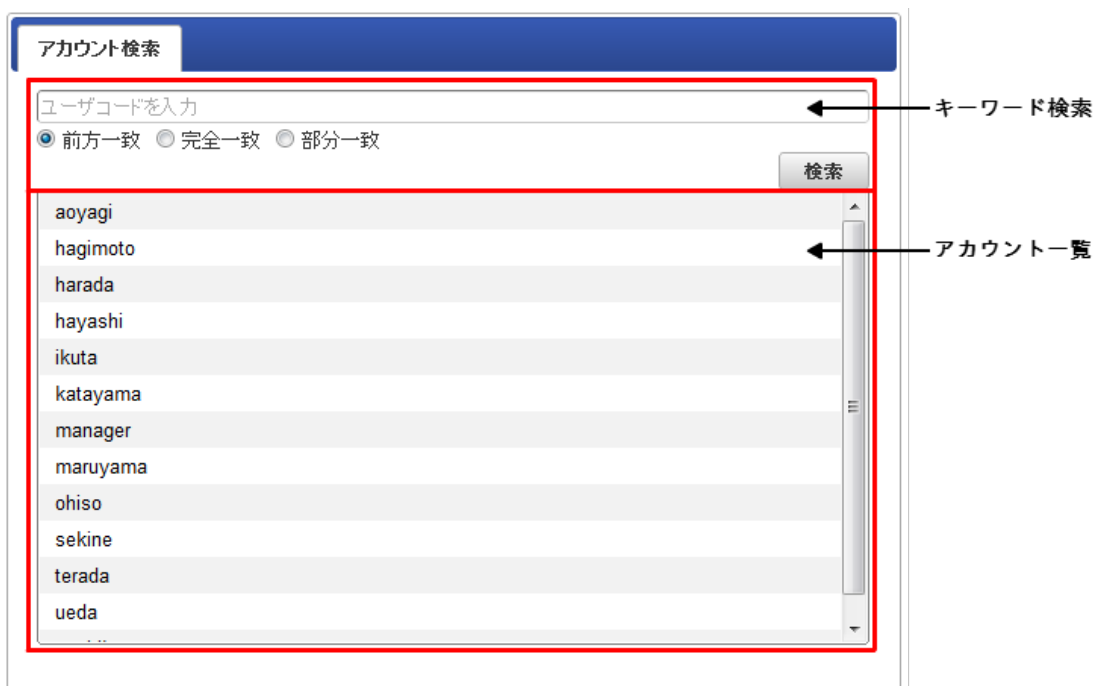 アカウント検索
ユーザコードを入力
キーワード検索
前方一致 完全一致 部分一致
検索
aoyagi
hagimoto
アカウント一覧
harada
hayashi
ikuta
katayama
manager
maruyama
ohiso
sekine
terada
ueda